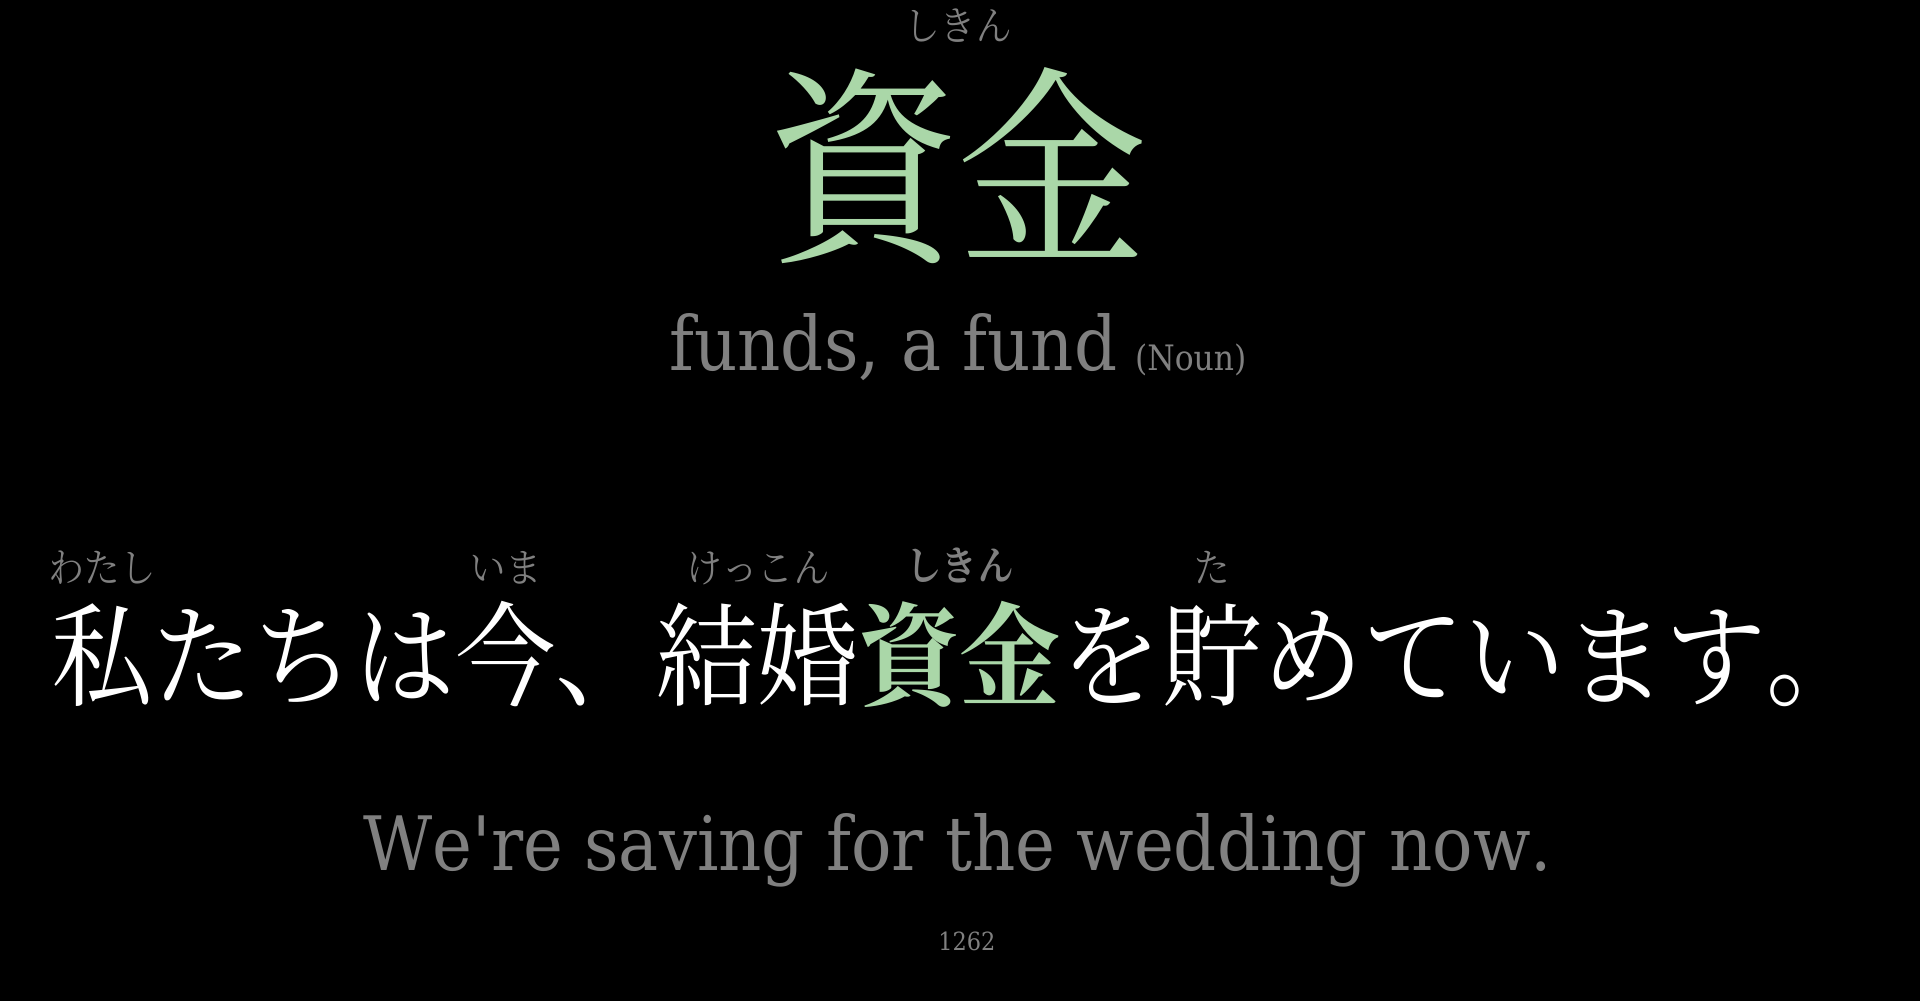 しきん
資金
funds, a fund (Noun)
わたし いま けっこん しきん た
私たちは今、結婚資金を貯めています。
We're saving for the wedding now.
1262